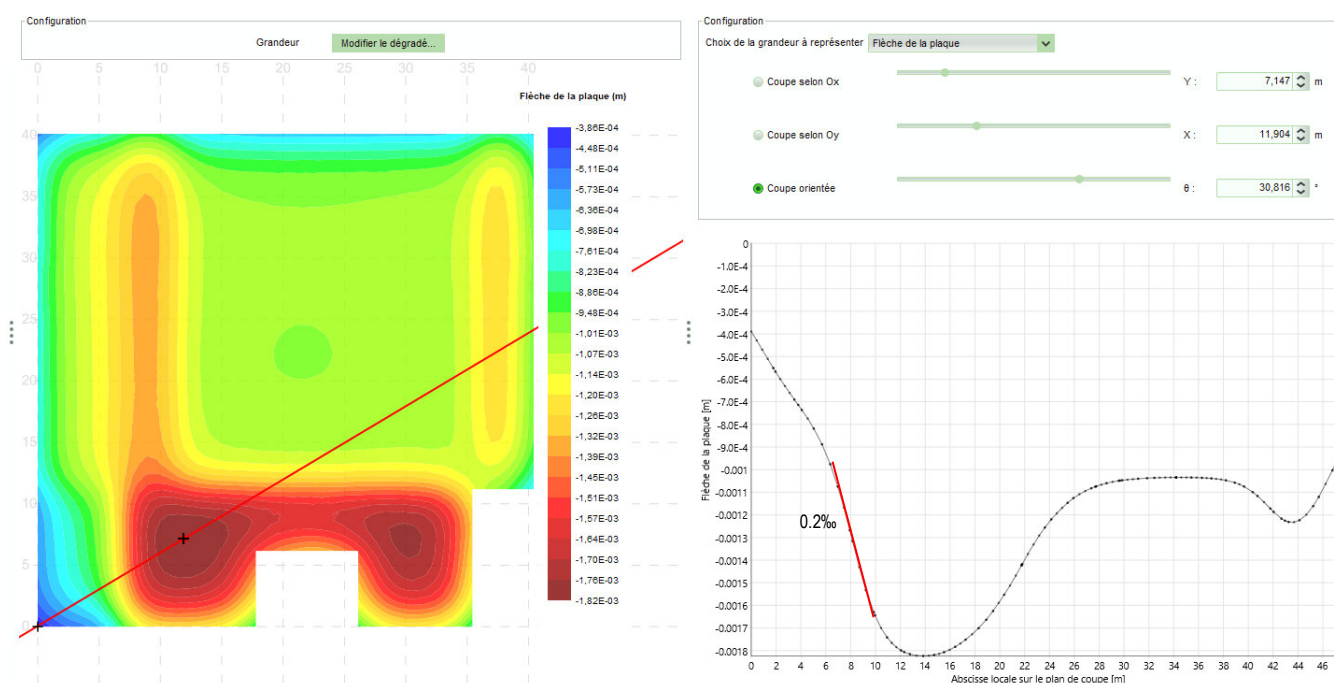 Configuration
Grandeur Modifier le dégradé...
0 5 10 15 20 25 30 35 40
Flèche de la plaque (m)
40
35
30
25
20
15
10
5
0
-3,86E-04
-4,48E-04
-5,11E-04
-5,73E-04
-6,36E-04
-6,98E-04
-7,61E-04
-8,23E-04
-8,86E-04
-9,48E-04
-1,01E-03
-1,07E-03
-1,14E-03
-1,20E-03
-1,26E-03
-1,32E-03
-1,39E-03
-1,45E-03
-1,51E-03
-1,57E-03
-1,64E-03
-1,70E-03
-1,76E-03
-1,82E-03
Configuration
Choix de la grandeur à représenter Flèche de la plaque
Coupe selon Ox Y : 7,147 m
Coupe selon Oy X : 11,904 m
Coupe orientée θ : 30,816 °
Flèche de la plaque [m]
0
-1.0E-4
-2.0E-4
-3.0E-4
-4.0E-4
-5.0E-4
-6.0E-4
-7.0E-4
-8.0E-4
-9.0E-4
-0.001
-0.0011
-0.0012
-0.0013
-0.0014
-0.0015
-0.0016
-0.0017
-0.0018
0.2‰
0 2 4 6 8 10 12 14 16 18 20 22 24 26 28 30 32 34 36 38 40 42 44 46
Abscisse locale sur le plan de coupe [m]